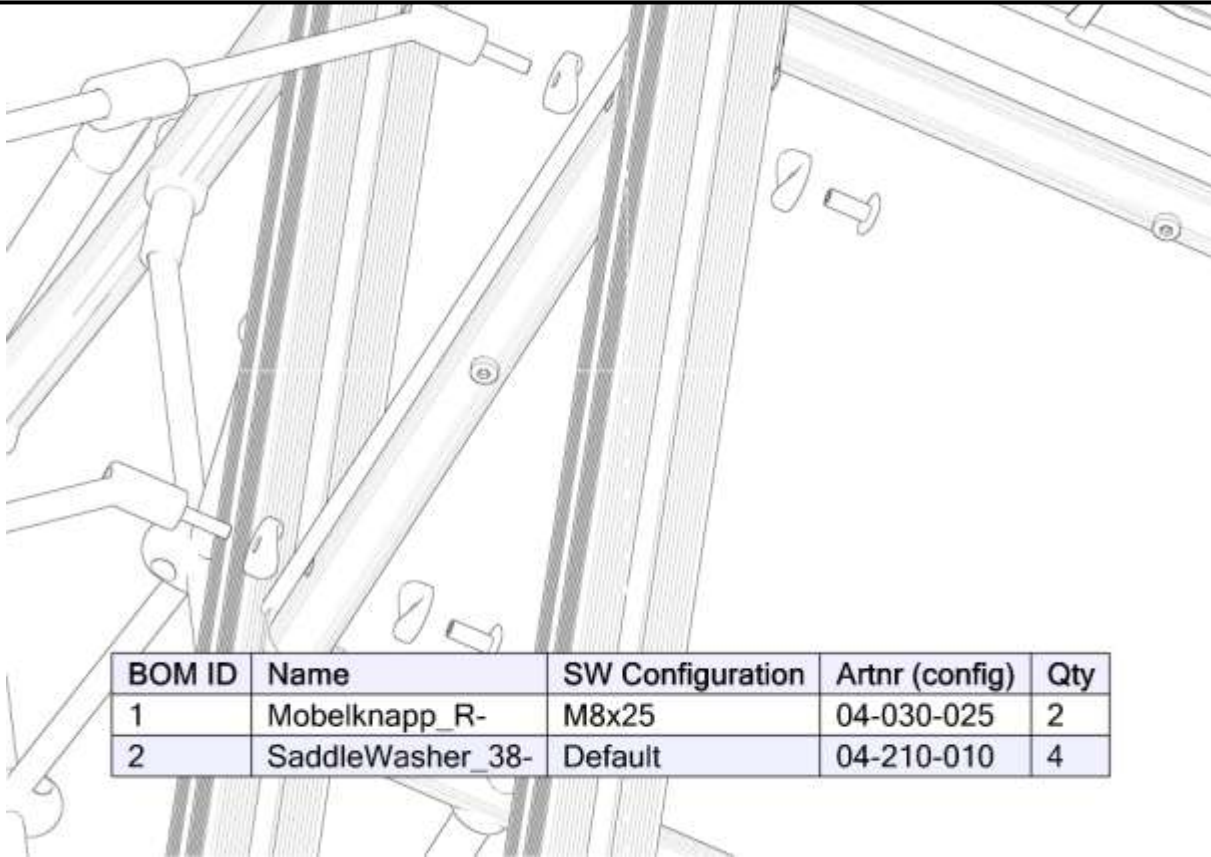 BOM ID Name SW Configuration Artnr (config) Qty
1 Mobelknapp_R- M8x25 04-030-025 2
2 SaddleWasher_38- Default 04-210-010 4